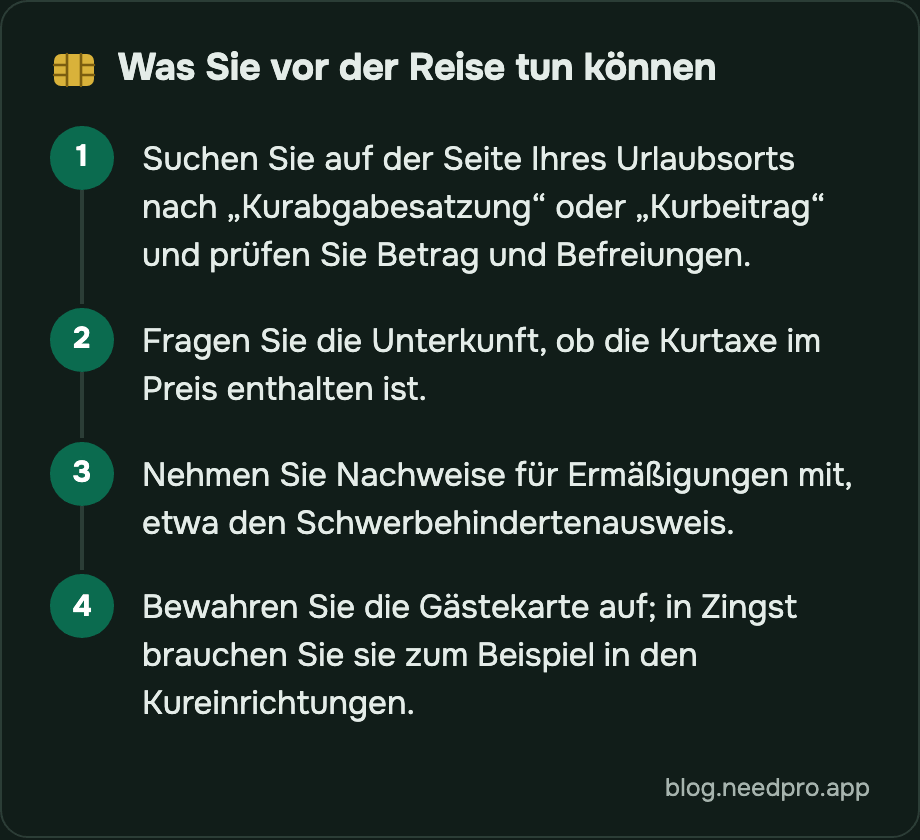 Was Sie vor der Reise tun können
1
Suchen Sie auf der Seite Ihres Urlaubsorts
nach „Kurabgabesatzung“ oder „Kurbeitrag“
und prüfen Sie Betrag und Befreiungen.
2
Fragen Sie die Unterkunft, ob die Kurtaxe im
Preis enthalten ist.
3
Nehmen Sie Nachweise für Ermäßigungen mit,
etwa den Schwerbehindertenausweis.
4
Bewahren Sie die Gästekarte auf; in Zingst
brauchen Sie sie zum Beispiel in den
Kureinrichtungen.
blog.needpro.app